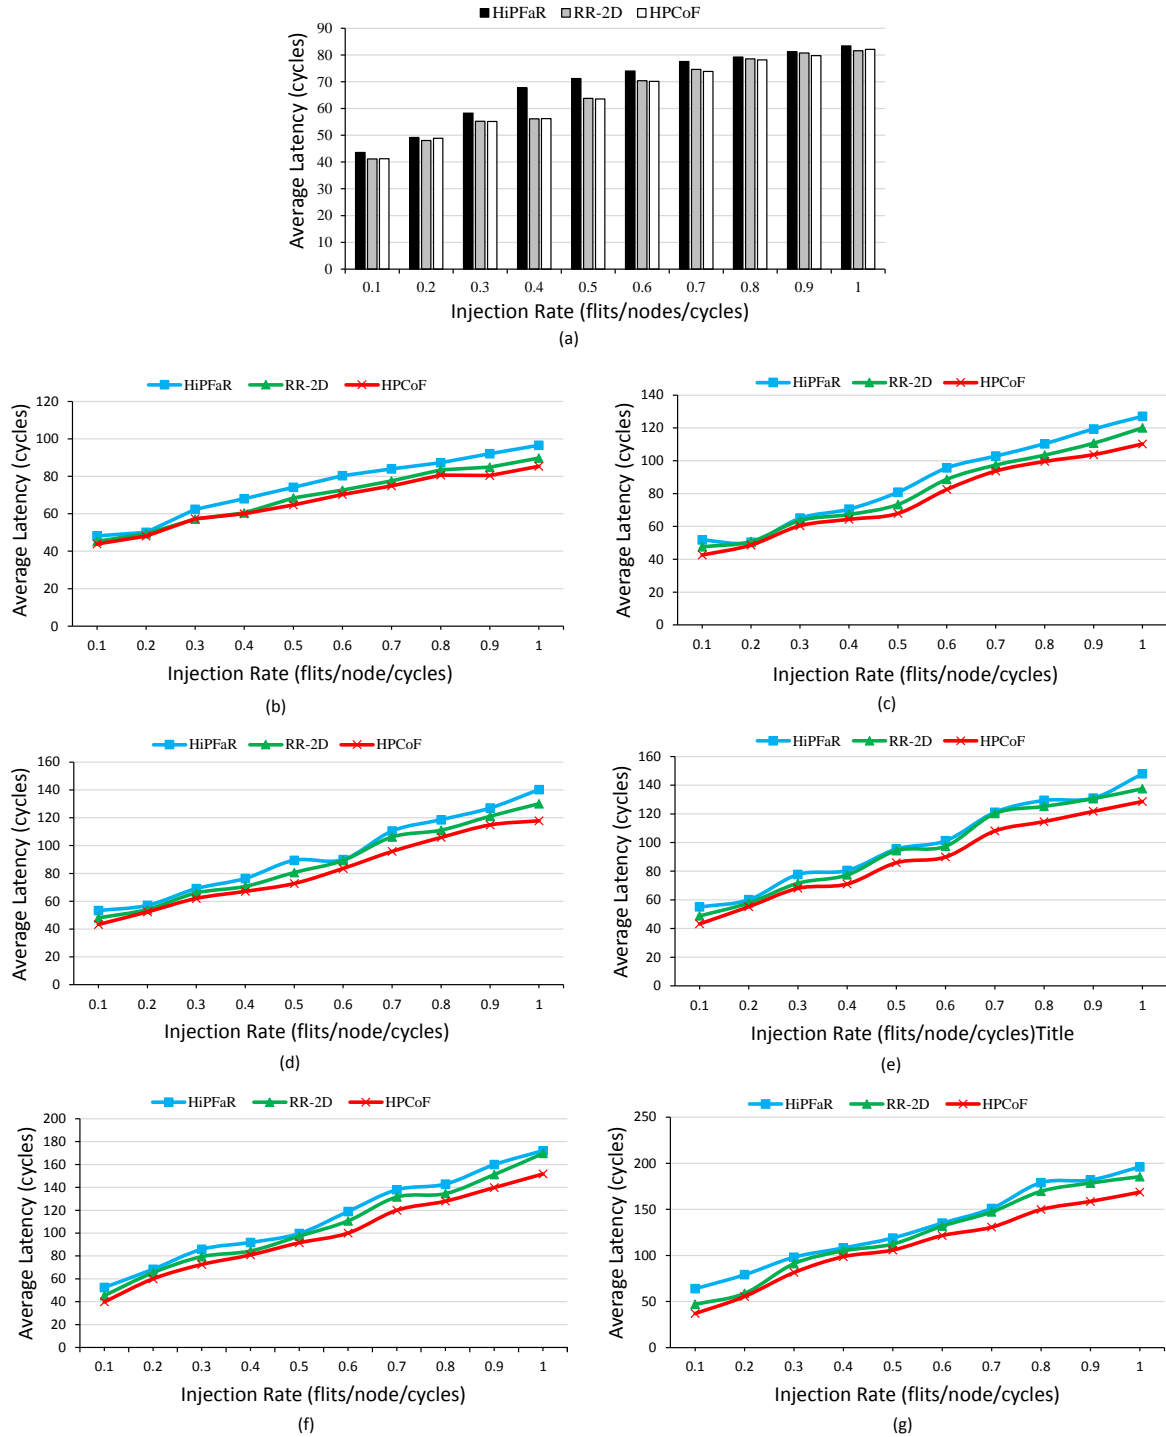 HiPFaR RR-2D HPCoF
90
80
70
60
50
40
30
20
10
0
Average Latency (cycles)
0.1 0.2 0.3 0.4 0.5 0.6 0.7 0.8 0.9 1
Injection Rate (flits/nodes/cycles)
(a)
HiPFaR RR-2D HPCoF
120
100
80
60
40
20
0
Average Latency (cycles)
0.1 0.2 0.3 0.4 0.5 0.6 0.7 0.8 0.9 1
Injection Rate (flits/node/cycles)
(b)
HiPFaR RR-2D HPCoF
140
120
100
80
60
40
20
0
Average Latency (cycles)
0.1 0.2 0.3 0.4 0.5 0.6 0.7 0.8 0.9 1
Injection Rate (flits/node/cycles)
(c)
HiPFaR RR-2D HPCoF
160
140
120
100
80
60
40
20
0
Average Latency (cycles)
0.1 0.2 0.3 0.4 0.5 0.6 0.7 0.8 0.9 1
Injection Rate (flits/node/cycles)
(d)
HiPFaR RR-2D HPCoF
160
140
120
100
80
60
40
20
0
Average Latency (cycles)
0.1 0.2 0.3 0.4 0.5 0.6 0.7 0.8 0.9 1
Injection Rate (flits/node/cycles)Title
(e)
HiPFaR RR-2D HPCoF
200
180
160
140
120
100
80
60
40
20
0
Average Latency (cycles)
0.1 0.2 0.3 0.4 0.5 0.6 0.7 0.8 0.9 1
Injection Rate (flits/node/cycles)
(f)
HiPFaR RR-2D HPCoF
250
200
150
100
50
0
Average Latency (cycles)
0.1 0.2 0.3 0.4 0.5 0.6 0.7 0.8 0.9 1
Injection Rate (flits/node/cycles)
(g)